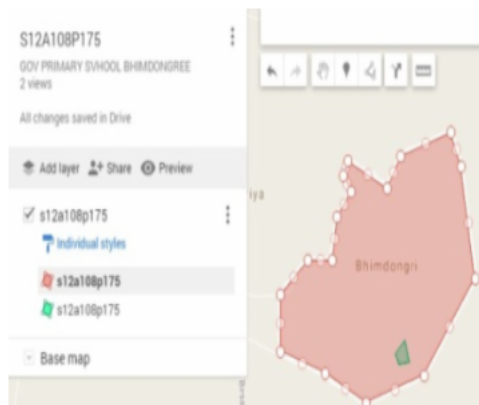 S12A108P175
GOV PRIMARY SVHOOL BHIMDONGREE
2 views
All changes saved in Drive
Add layer Share Preview
s12a108p175
Individual styles
s12a108p175
s12a108p175
Base map
iya
Bhimdongri